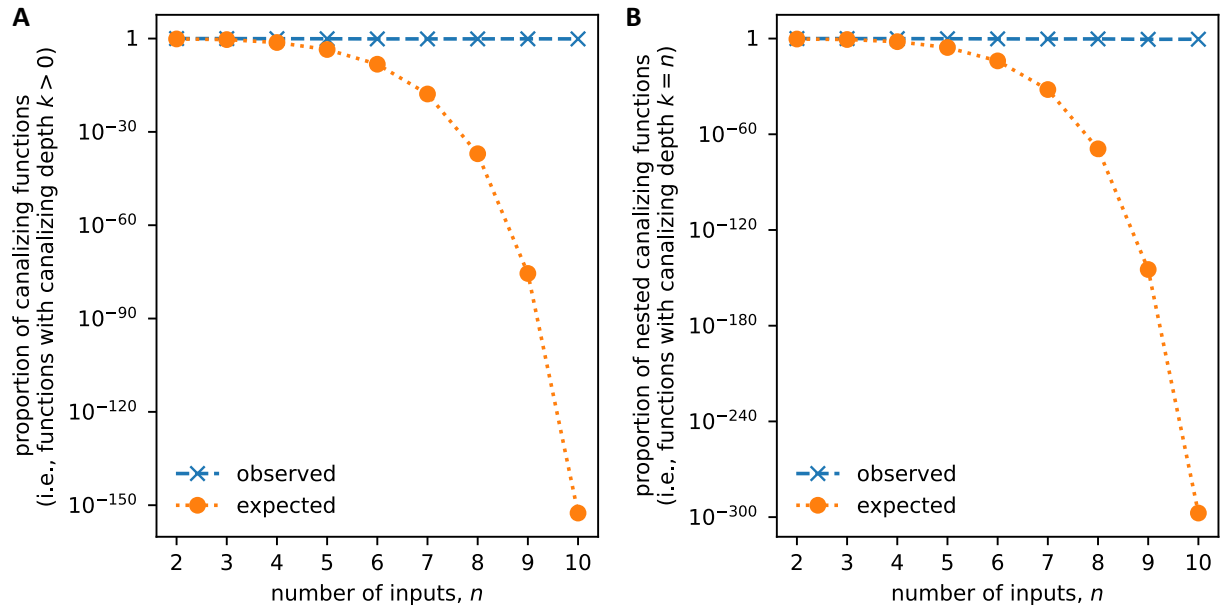 A
proportion of canalizing functions
(i.e., functions with canalizing depth k > 0)
1
10⁻³⁰
10⁻⁶⁰
10⁻⁹⁰
10⁻¹²⁰
10⁻¹⁵⁰
observed
expected
2 3 4 5 6 7 8 9 10
number of inputs, n
B
proportion of nested canalizing functions
(i.e., functions with canalizing depth k = n)
1
10⁻⁶⁰
10⁻¹²⁰
10⁻¹⁸⁰
10⁻²⁴⁰
10⁻³⁰⁰
observed
expected
2 3 4 5 6 7 8 9 10
number of inputs, n